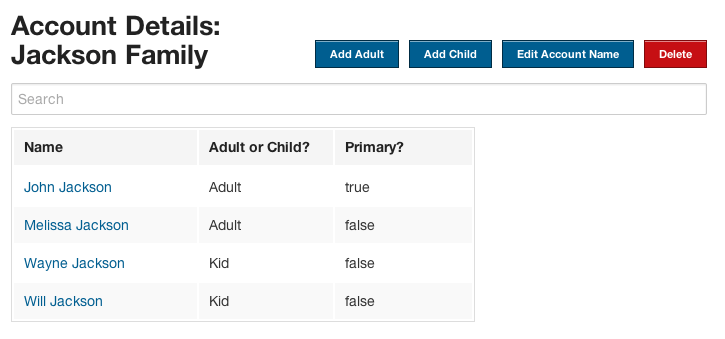 Account Details:
Jackson Family
Add Adult Add Child Edit Account Name Delete
Search
Name Adult or Child? Primary?
John Jackson Adult true
Melissa Jackson Adult false
Wayne Jackson Kid false
Will Jackson Kid false